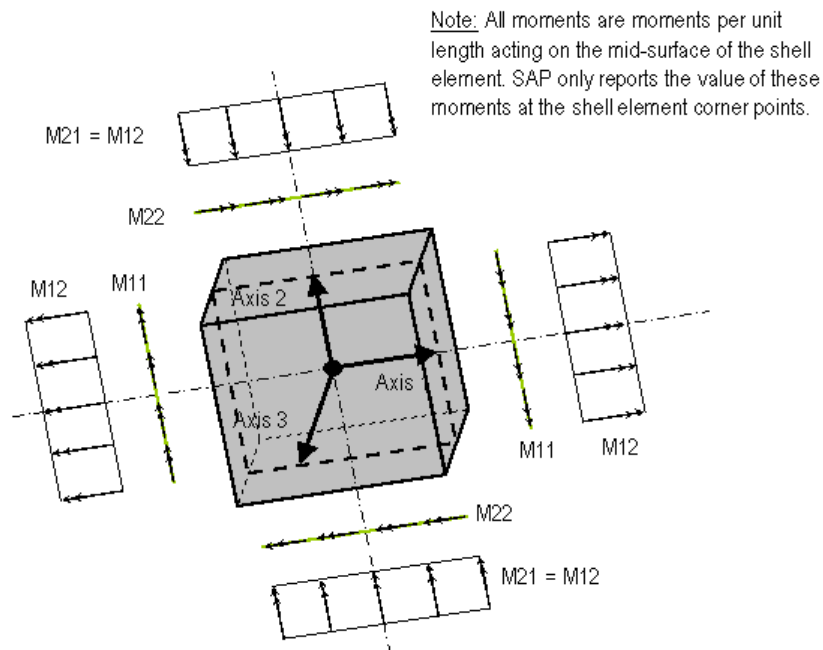 Note: All moments are moments per unit
length acting on the mid-surface of the shell
element. SAP only reports the value of these
moments at the shell element corner points.
M21 = M12
M22
M12
M11
Axis 2
Axis
Axis 3
M11
M12
M22
M21 = M12